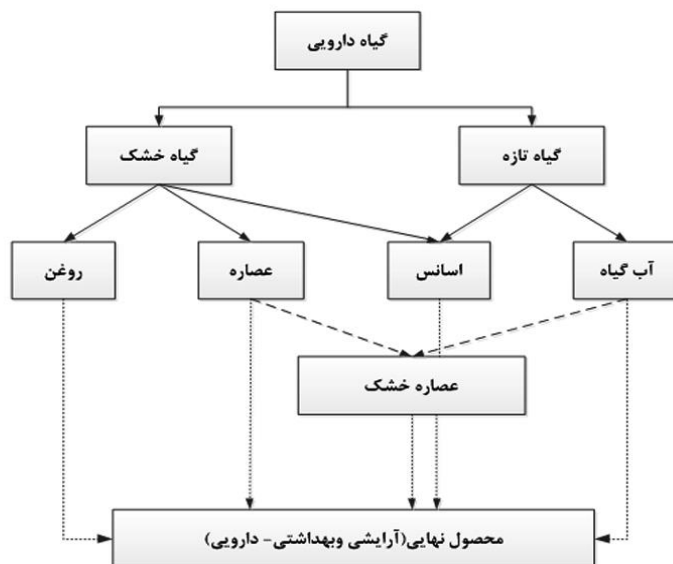 گیاه دارویی
گیاه تازه
گیاه خشک
آب گیاه
اسانس
عصاره
روغن
عصاره خشک
محصول نهایی(آرایشی وبهداشتی- دارویی)